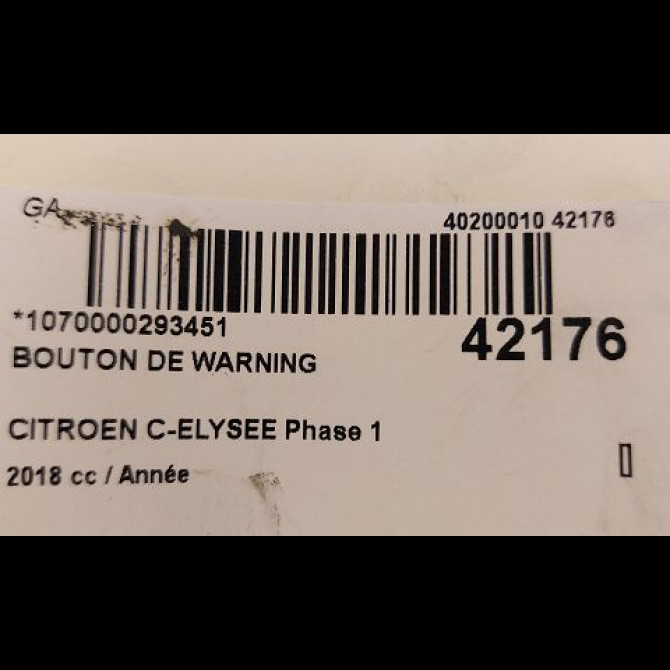 GA
40200010 42176
*1070000293451
42176
BOUTON DE WARNING
CITROEN C-ELYSEE Phase 1
2018 cc / Année